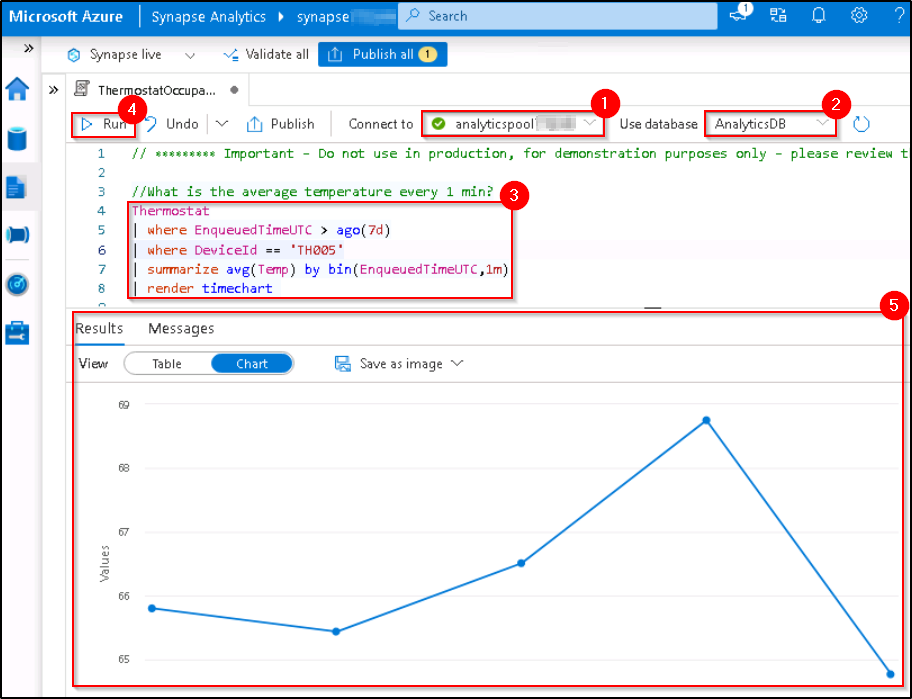 Microsoft Azure Synapse Analytics synapse Search 1 ?
Synapse live Validate all Publish all 1
ThermostatOccupa...
4 1 2
Run Undo Publish Connect to analyticspool Use database AnalyticsDB
1 // ********* Important - Do not use in production, for demonstration purposes only - please review t
2
3 //What is the average temperature every 1 min? 3
4 Thermostat
5 | where EnqueuedTimeUTC > ago(7d)
6 | where DeviceId == 'TH005'
7 | summarize avg(Temp) by bin(EnqueuedTimeUTC,1m)
8 | render timechart
5
Results Messages
View Table Chart Save as image
69
68
67
Values
66
65